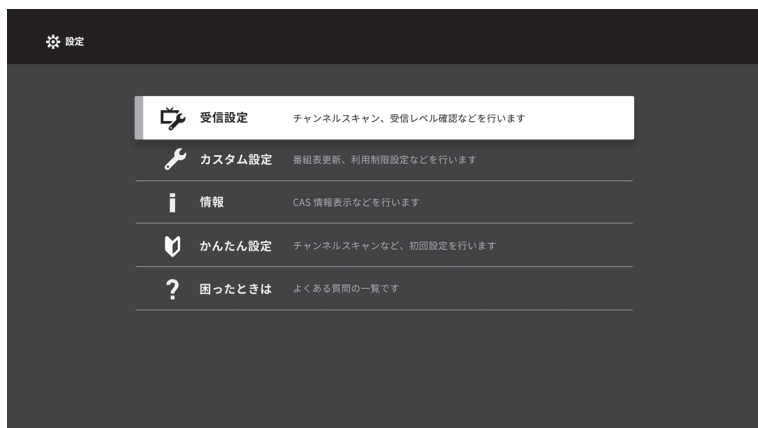 設定
受信設定 チャンネルスキャン、受信レベル確認などを行います
カスタム設定 番組表更新、利用制限設定などを行います
情報 CAS 情報表示などを行います
かんたん設定 チャンネルスキャンなど、初回設定を行います
困ったときは よくある質問の一覧です